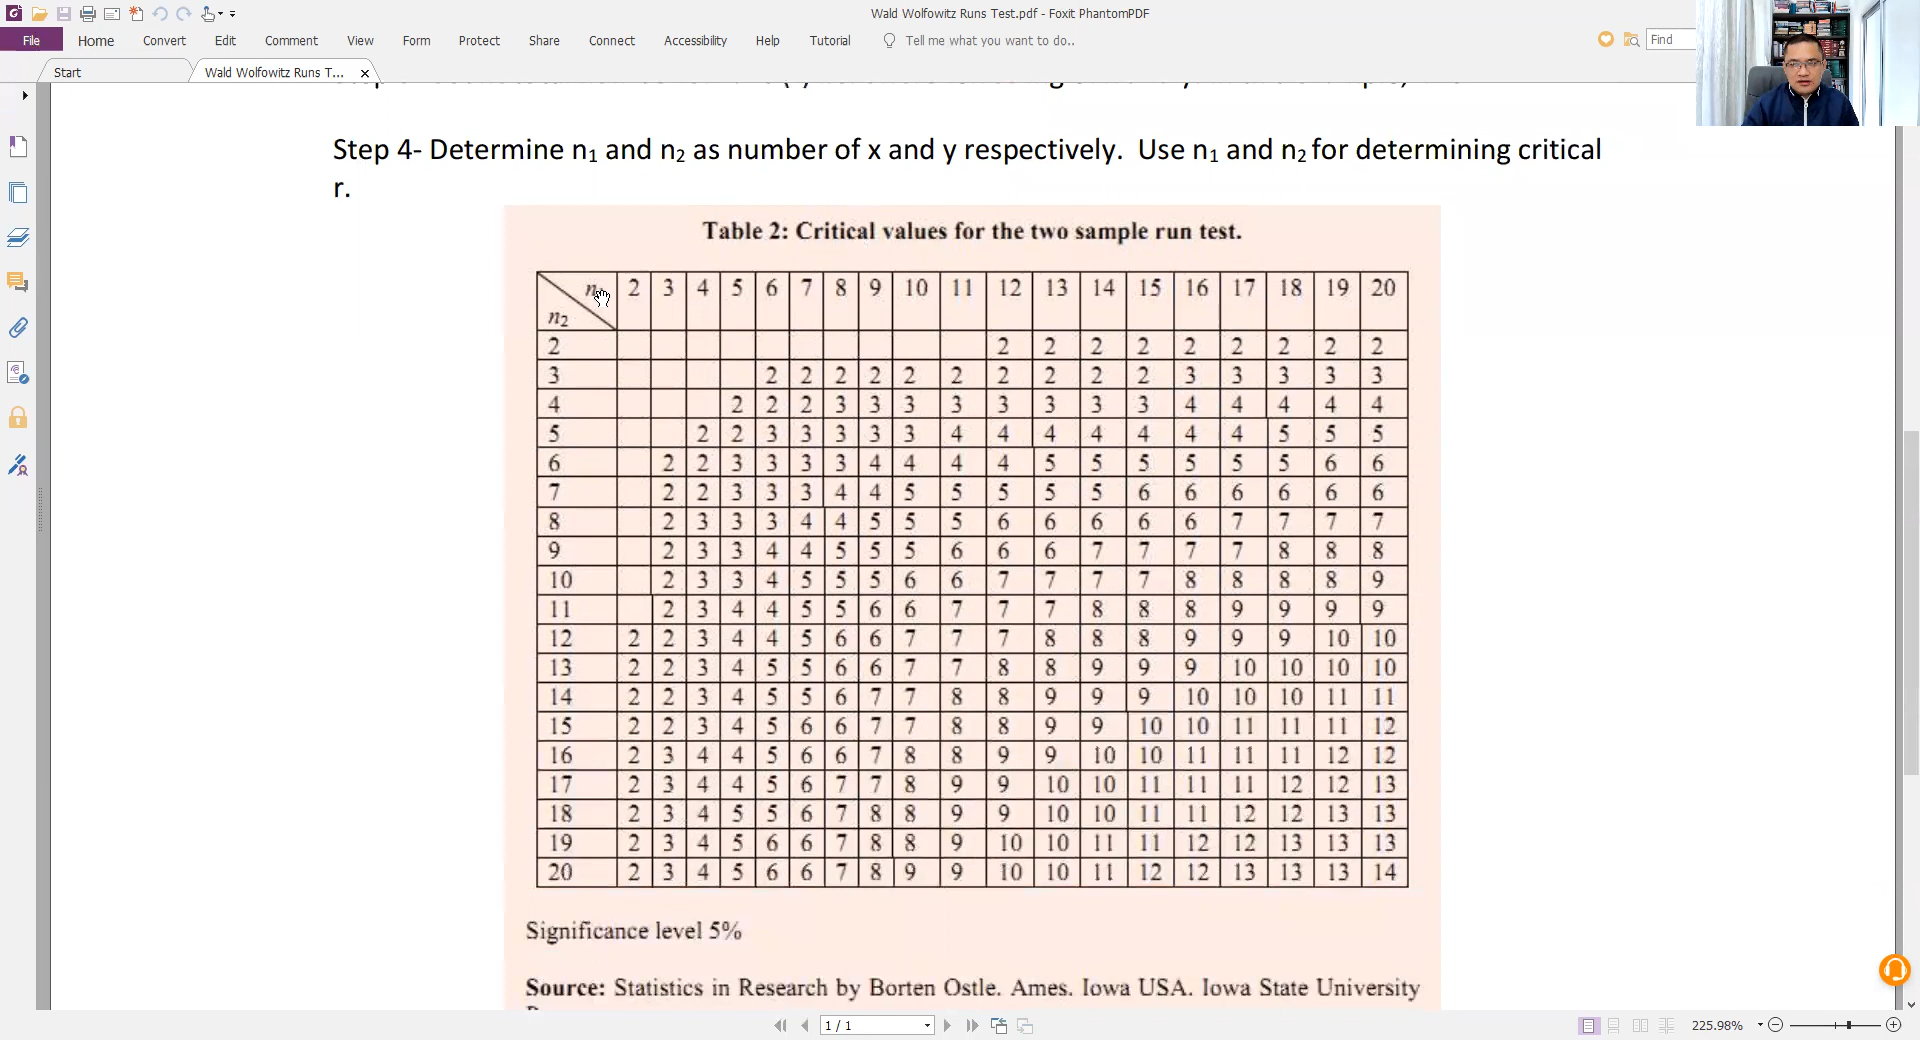 Wald Wolfowitz Runs Test.pdf - Foxit PhantomPDF
File Home Convert Edit Comment View Form Protect Share Connect Accessibility Help Tutorial Tell me what you want to do.. Find
Start Wald Wolfowitz Runs T...
Step 4- Determine n1 and n2 as number of x and y respectively. Use n1 and n2 for determining critical
r.
Table 2: Critical values for the two sample run test.
2 3 4 5 6 7 8 9 10 11 12 13 14 15 16 17 18 19 20
n2
2 2 2 2 2 2 2 2 2 2
3 2 2 2 2 2 2 2 2 2 2 3 3 3 3 3
4 2 2 2 3 3 3 3 3 3 3 3 4 4 4 4 4
5 2 2 3 3 3 3 3 4 4 4 4 4 4 4 5 5 5
6 2 2 3 3 3 3 4 4 4 4 5 5 5 5 5 5 6 6
7 2 2 3 3 3 4 4 5 5 5 5 5 6 6 6 6 6 6
8 2 3 3 3 4 4 5 5 5 6 6 6 6 6 7 7 7 7
9 2 3 3 4 4 5 5 5 6 6 6 7 7 7 7 8 8 8
10 2 3 3 4 5 5 5 6 6 7 7 7 7 8 8 8 8 9
11 2 3 4 4 5 5 6 6 7 7 7 8 8 8 9 9 9 9
12 2 2 3 4 4 5 6 6 7 7 7 8 8 8 9 9 9 10 10
13 2 2 3 4 5 5 6 6 7 7 8 8 9 9 9 10 10 10 10
14 2 2 3 4 5 5 6 7 7 8 8 9 9 9 10 10 10 11 11
15 2 2 3 4 5 6 6 7 7 8 8 9 9 10 10 11 11 11 12
16 2 3 4 4 5 6 6 7 8 8 9 9 10 10 11 11 11 12 12
17 2 3 4 4 5 6 7 7 8 9 9 10 10 11 11 11 12 12 13
18 2 3 4 5 5 6 7 8 8 9 9 10 10 11 11 12 12 13 13
19 2 3 4 5 6 6 7 8 8 9 10 10 11 11 12 12 13 13 13
20 2 3 4 5 6 6 7 8 9 9 10 10 11 12 12 13 13 13 14
Significance level 5%
Source: Statistics in Research by Borten Ostle. Ames. Iowa USA. Iowa State University
1 / 1 225.98%